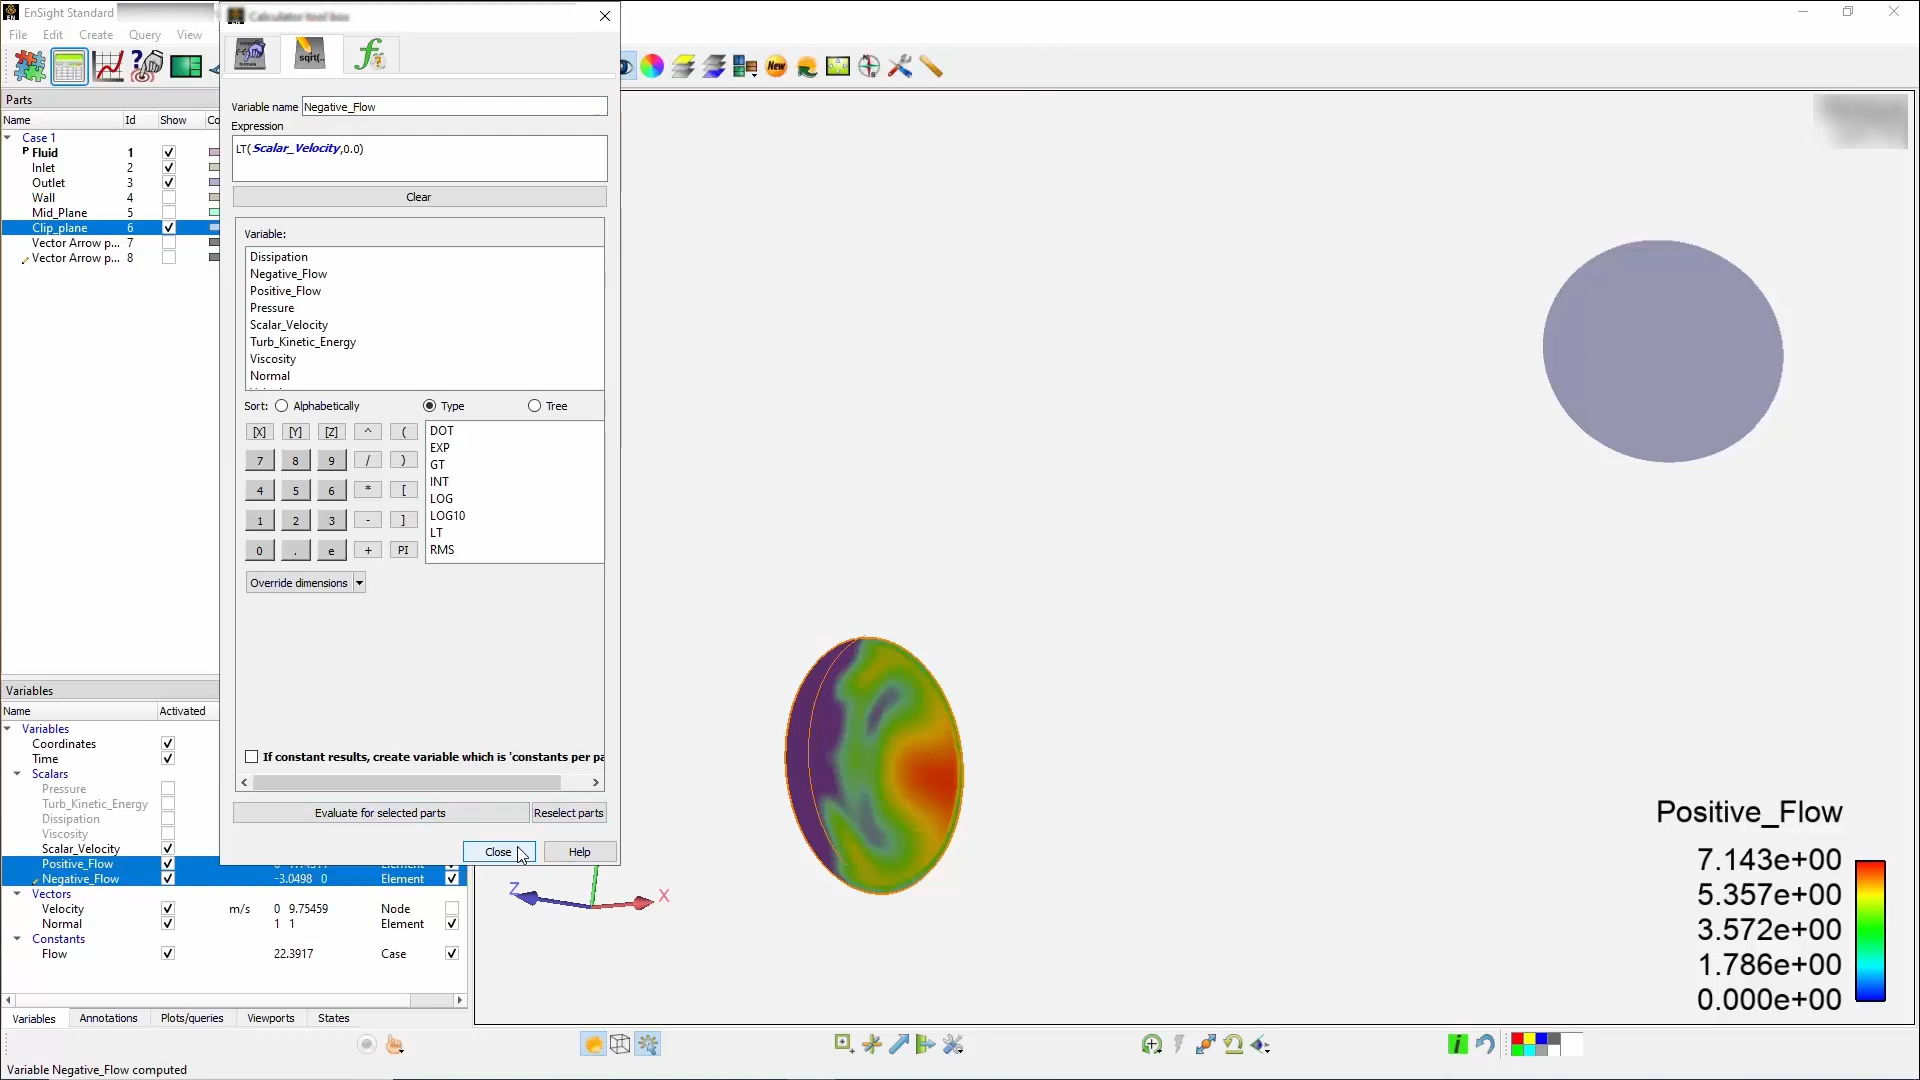 EnSight Standard
File Edit Create Query View
Parts
Name Id Show Co
Case 1
P Fluid 1
Inlet 2
Outlet 3
Wall 4
Mid_Plane 5
Clip_plane 6
Vector Arrow p... 7
Vector Arrow p... 8
sqrt(..
Variable name Negative_Flow
Expression
LT(Scalar_Velocity,0.0)
Clear
Variable:
Dissipation
Negative_Flow
Positive_Flow
Pressure
Scalar_Velocity
Turb_Kinetic_Energy
Viscosity
Normal
Sort: Alphabetically Type Tree
[X] [Y] [Z] ^ (
7 8 9 / )
4 5 6 * [
1 2 3 - ]
0 . e + PI
DOT
EXP
GT
INT
LOG
LOG10
LT
RMS
Override dimensions
If constant results, create variable which is 'constants per pa
Evaluate for selected parts Reselect parts
Close Help
Variables
Name Activated
Variables
Coordinates
Time
Scalars
Pressure
Turb_Kinetic_Energy
Dissipation
Viscosity
Scalar_Velocity
Positive_Flow
Negative_Flow -3.0498 0 Element
Vectors
Velocity m/s 0 9.75459 Node
Normal 1 1 Element
Constants
Flow 22.3917 Case
Variables Annotations Plots/queries Viewports States
Variable Negative_Flow computed
New
Z X
Positive_Flow
7.143e+00
5.357e+00
3.572e+00
1.786e+00
0.000e+00